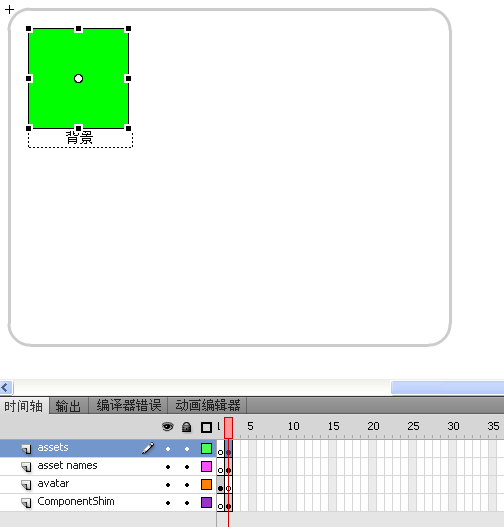 背景
时间轴 输出 编译器错误 动画编辑器
1 5 10 15 20 25 30 35
assets
asset names
avatar
ComponentShim